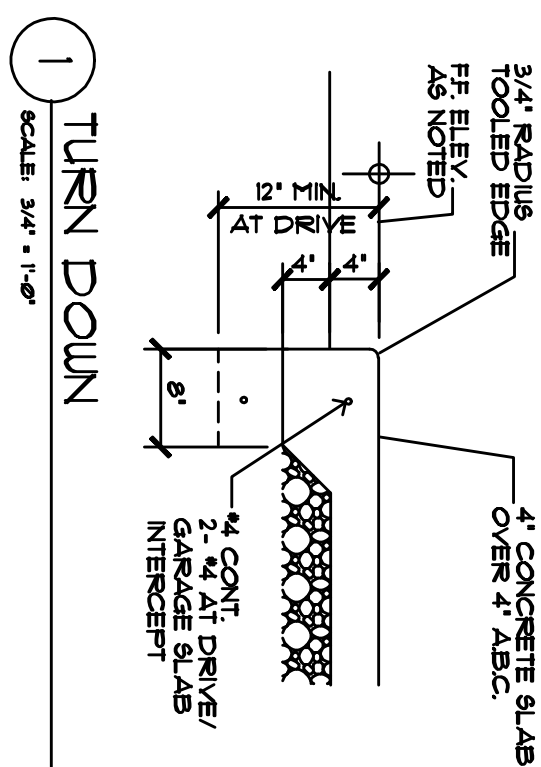 3/4" RADIUS
TOOLED EDGE
F.F. ELEV.
AS NOTED
12" MIN.
AT DRIVE
4"
4"
8"
4" CONCRETE SLAB
OVER 4" A.B.C.
#4 CONT.
2- #4 AT DRIVE/
GARAGE SLAB
INTERCEPT
1
TURN DOWN
SCALE: 3/4" = 1'-0"